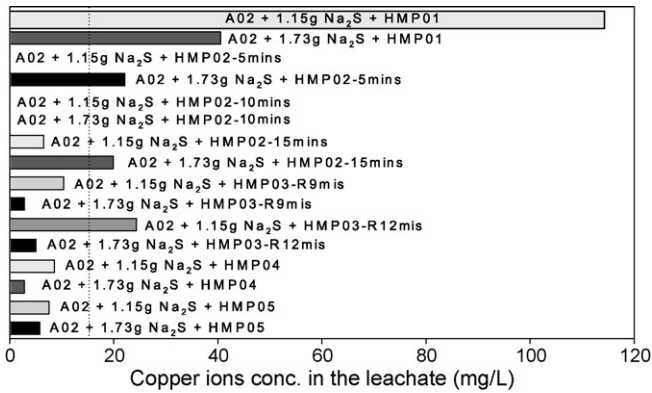 A02 + 1.15g Na₂S + HMP01
A02 + 1.73g Na₂S + HMP01
A02 + 1.15g Na₂S + HMP02-5mins
A02 + 1.73g Na₂S + HMP02-5mins
A02 + 1.15g Na₂S + HMP02-10mins
A02 + 1.73g Na₂S + HMP02-10mins
A02 + 1.15g Na₂S + HMP02-15mins
A02 + 1.73g Na₂S + HMP02-15mins
A02 + 1.15g Na₂S + HMP03-R9mis
A02 + 1.73g Na₂S + HMP03-R9mis
A02 + 1.15g Na₂S + HMP03-R12mis
A02 + 1.73g Na₂S + HMP03-R12mis
A02 + 1.15g Na₂S + HMP04
A02 + 1.73g Na₂S + HMP04
A02 + 1.15g Na₂S + HMP05
A02 + 1.73g Na₂S + HMP05
0 20 40 60 80 100 120
Copper ions conc. in the leachate (mg/L)